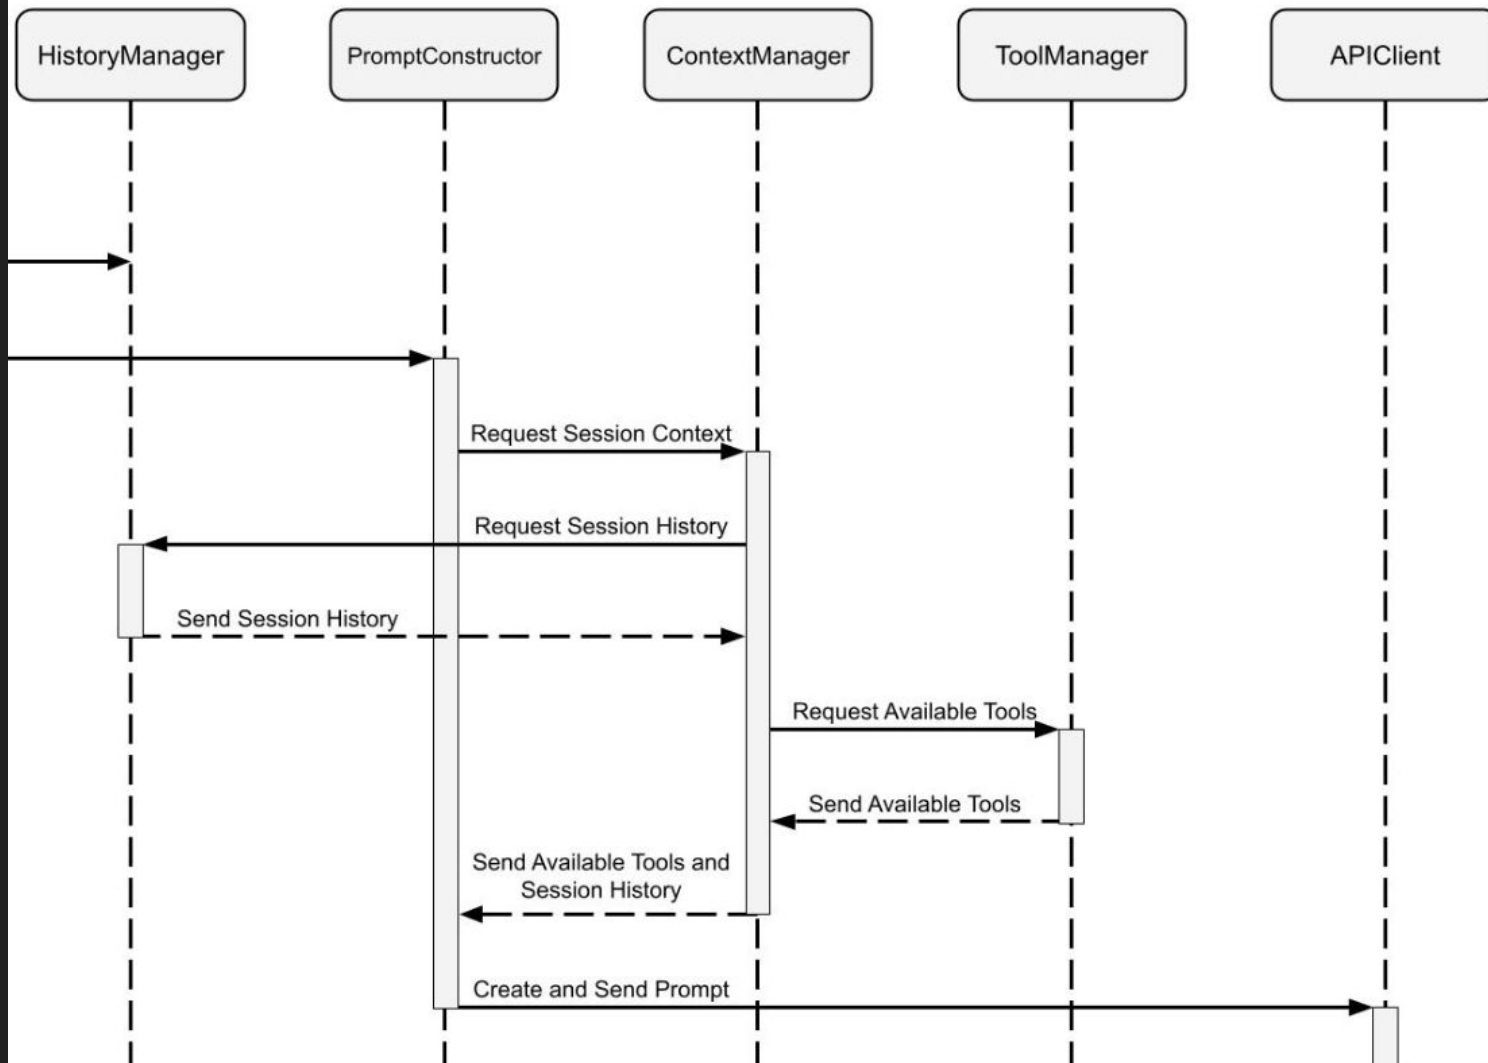 HistoryManager
PromptConstructor
ContextManager
ToolManager
APIClient
Request Session Context
Request Session History
Send Session History
Request Available Tools
Send Available Tools
Send Available Tools and
Session History
Create and Send Prompt